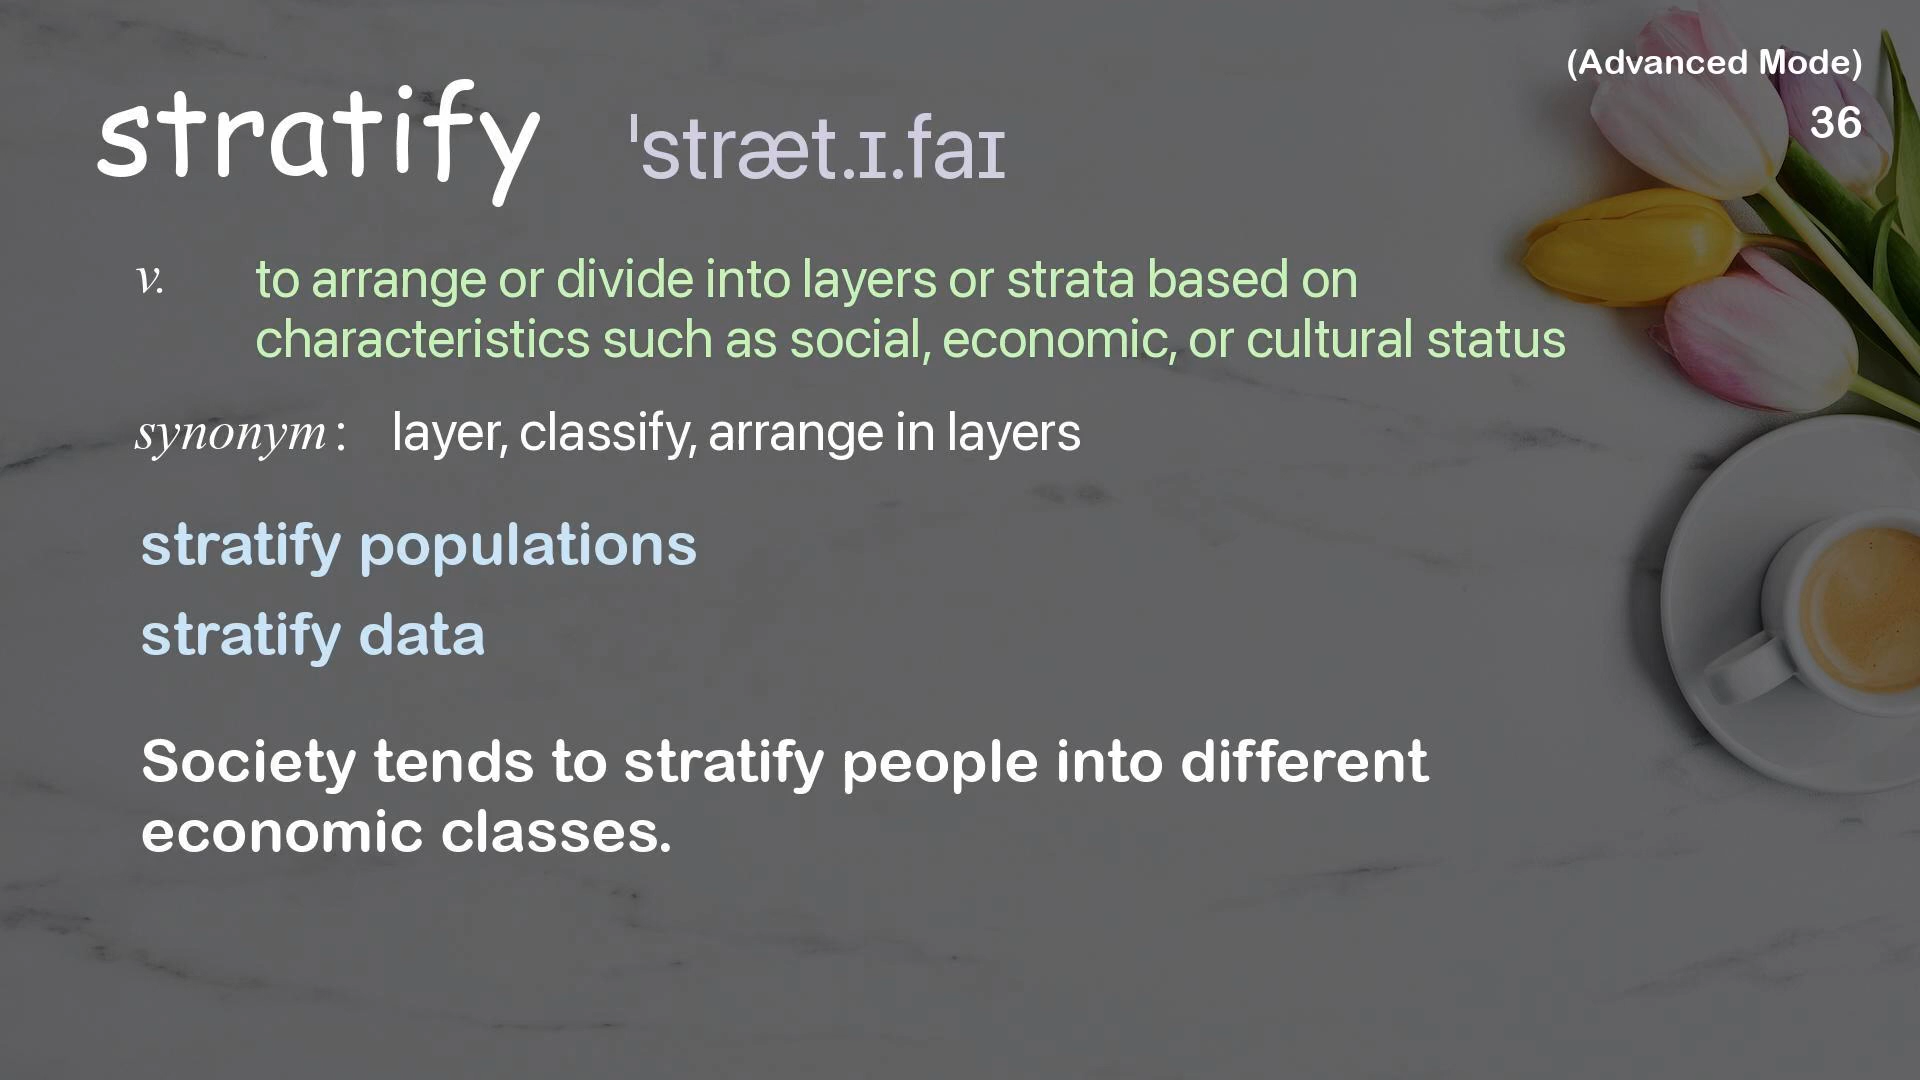 (Advanced Mode)
36
stratify ˈstræt.ɪ.faɪ
v. to arrange or divide into layers or strata based on
characteristics such as social, economic, or cultural status
synonym: layer, classify, arrange in layers
stratify populations
stratify data
Society tends to stratify people into different
economic classes.